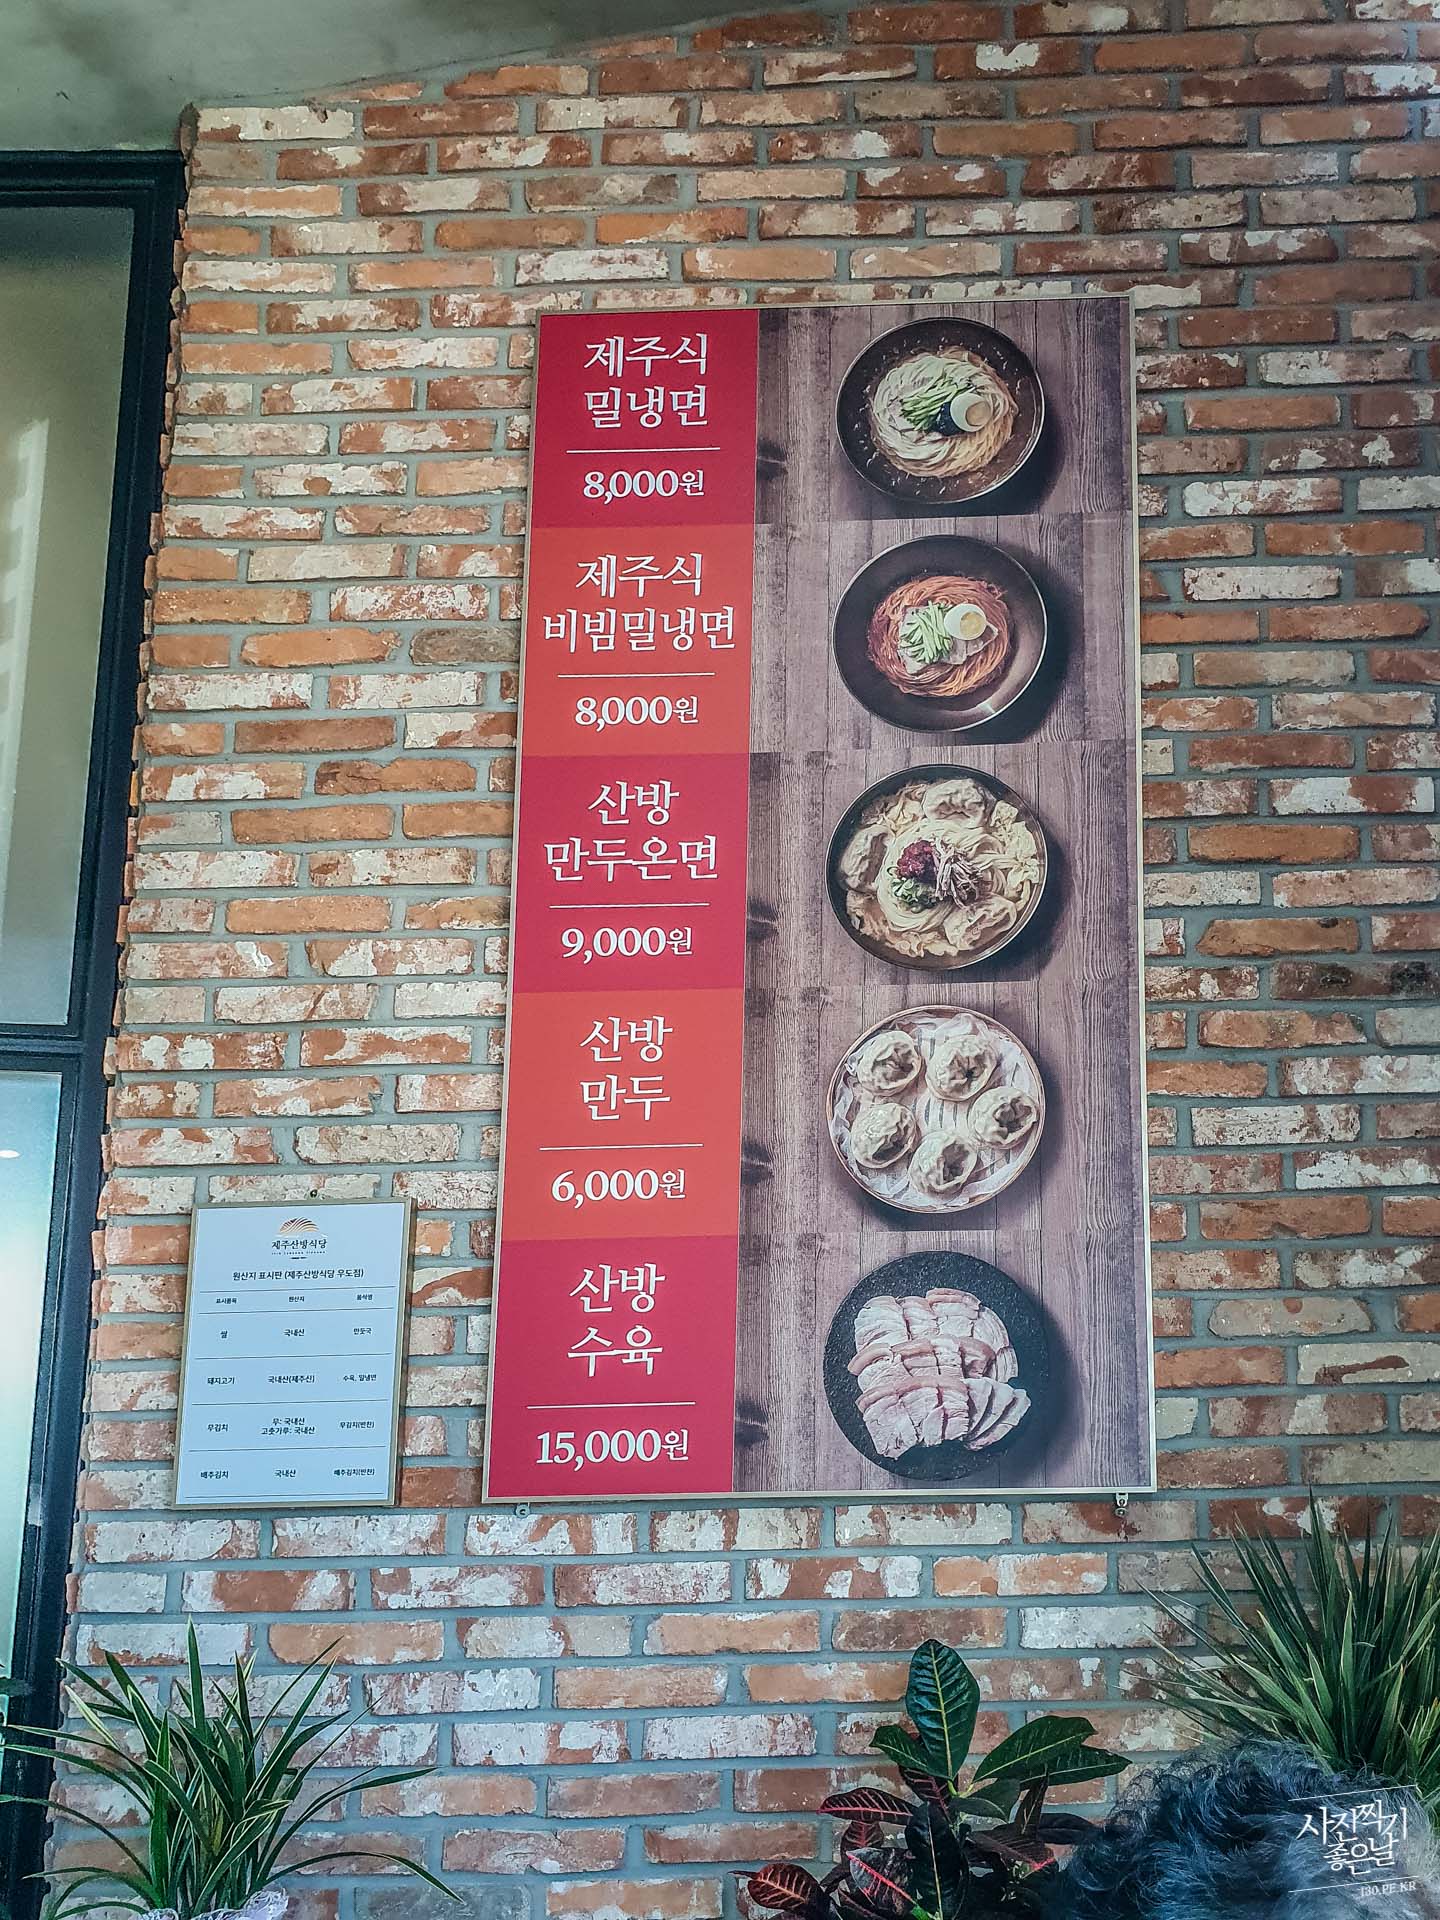 제주식
밀냉면
8,000원
제주식
비빔밀냉면
8,000원
산방
만두온면
9,000원
산방
만두
6,000원
산방
수육
15,000원
제주산방식당
원산지 표시판 (제주산방식당 우도점)
표시품목 원산지 음식명
쌀 국내산 만둣국
돼지고기 국내산(제주산) 수육, 밀냉면
무김치 무: 국내산 고춧가루: 국내산 무김치(반찬)
배추김치 국내산 배추김치(반찬)
사진찍기
좋은날
J30.PE.KR